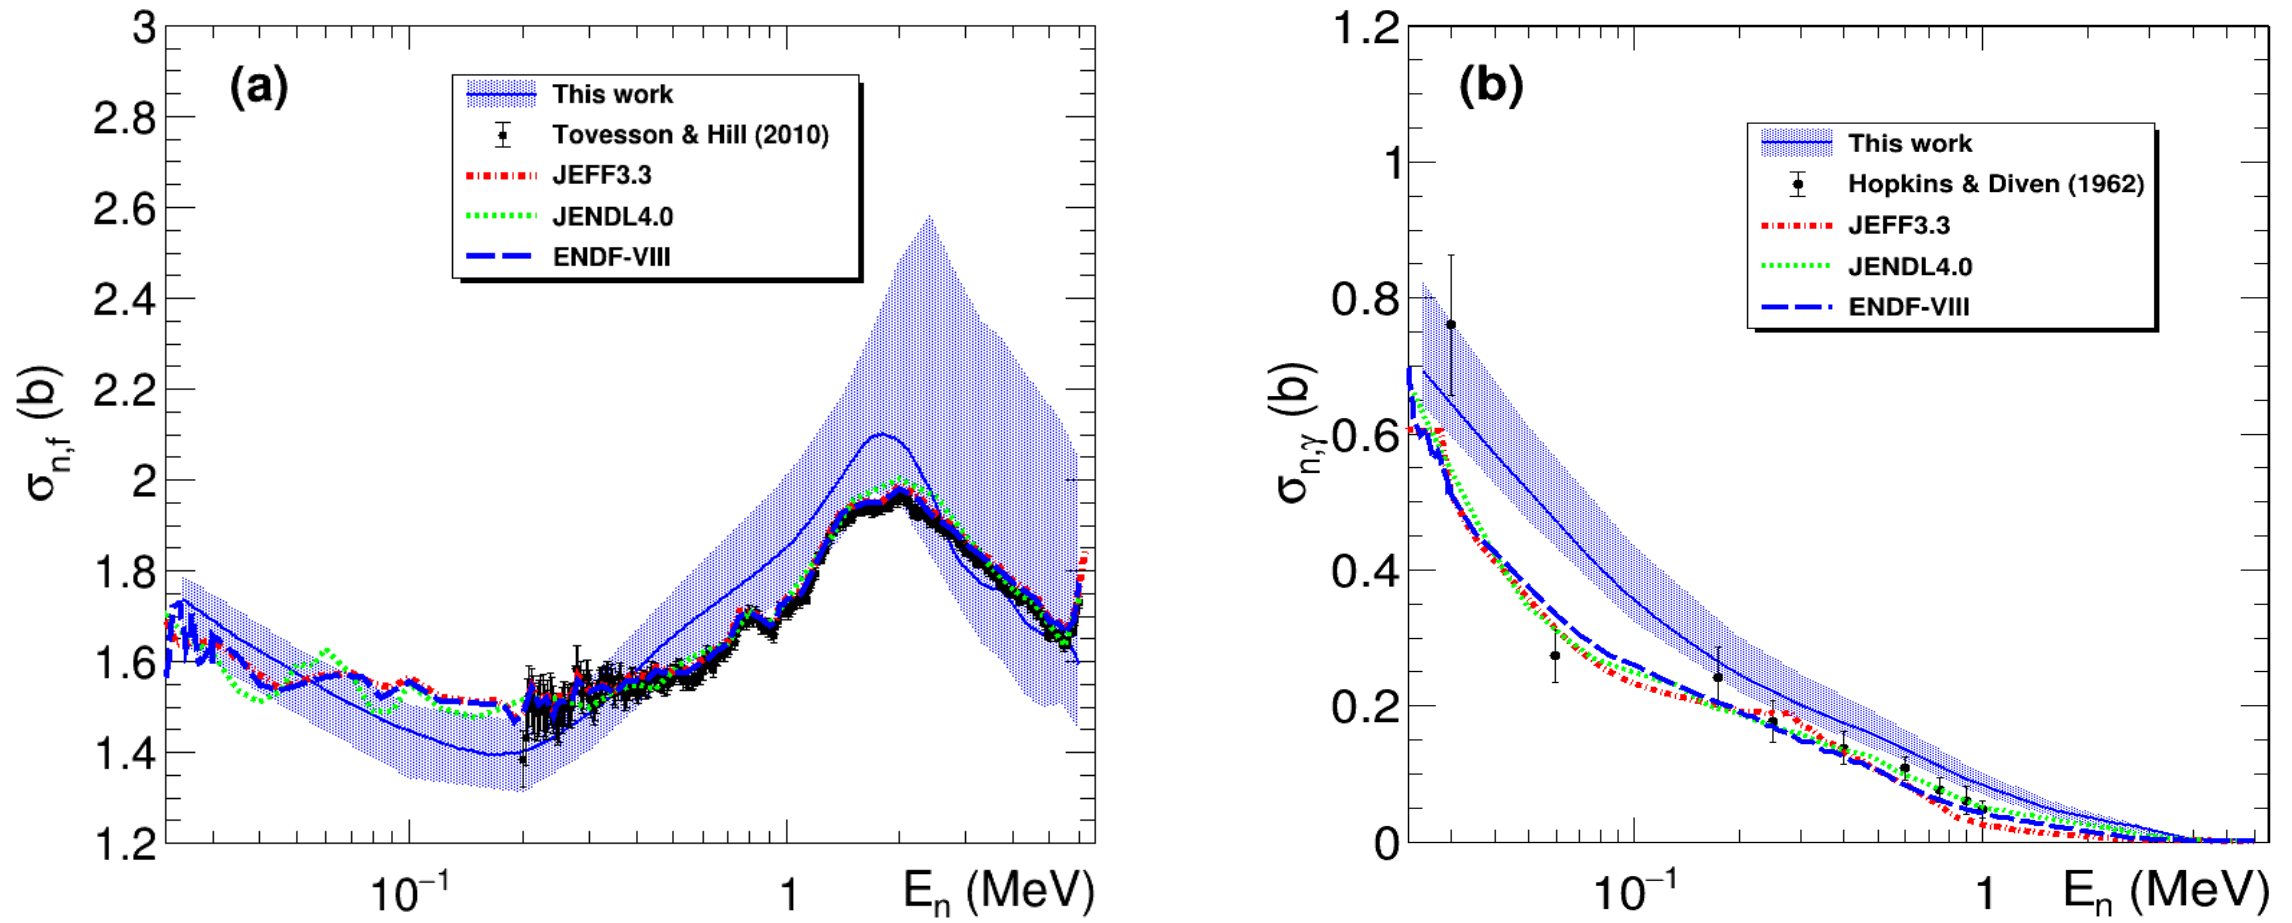 (a)
This work
Tovesson & Hill (2010)
JEFF3.3
JENDL4.0
ENDF-VIII
3
2.8
2.6
2.4
2.2
2
1.8
1.6
1.4
1.2
σn,f (b)
10−1
1
En (MeV)
(b)
This work
Hopkins & Diven (1962)
JEFF3.3
JENDL4.0
ENDF-VIII
1.2
1
0.8
0.6
0.4
0.2
0
σn,γ (b)
10−1
1
En (MeV)